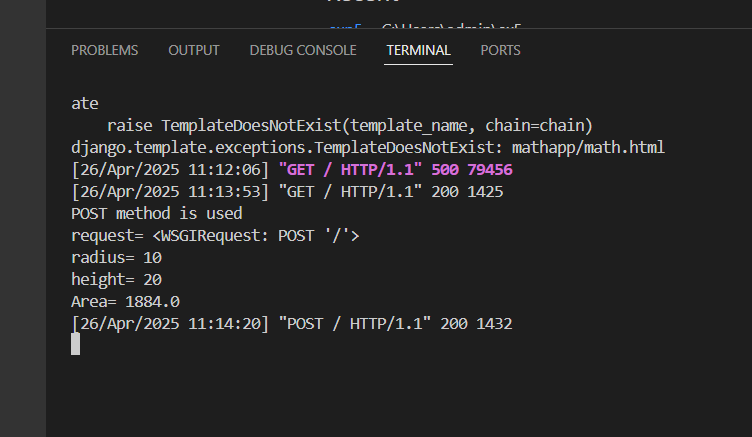 PROBLEMS OUTPUT DEBUG CONSOLE TERMINAL PORTS
ate
    raise TemplateDoesNotExist(template_name, chain=chain)
django.template.exceptions.TemplateDoesNotExist: mathapp/math.html
[26/Apr/2025 11:12:06] "GET / HTTP/1.1" 500 79456
[26/Apr/2025 11:13:53] "GET / HTTP/1.1" 200 1425
POST method is used
request= <WSGIRequest: POST '/'>
radius= 10
height= 20
Area= 1884.0
[26/Apr/2025 11:14:20] "POST / HTTP/1.1" 200 1432